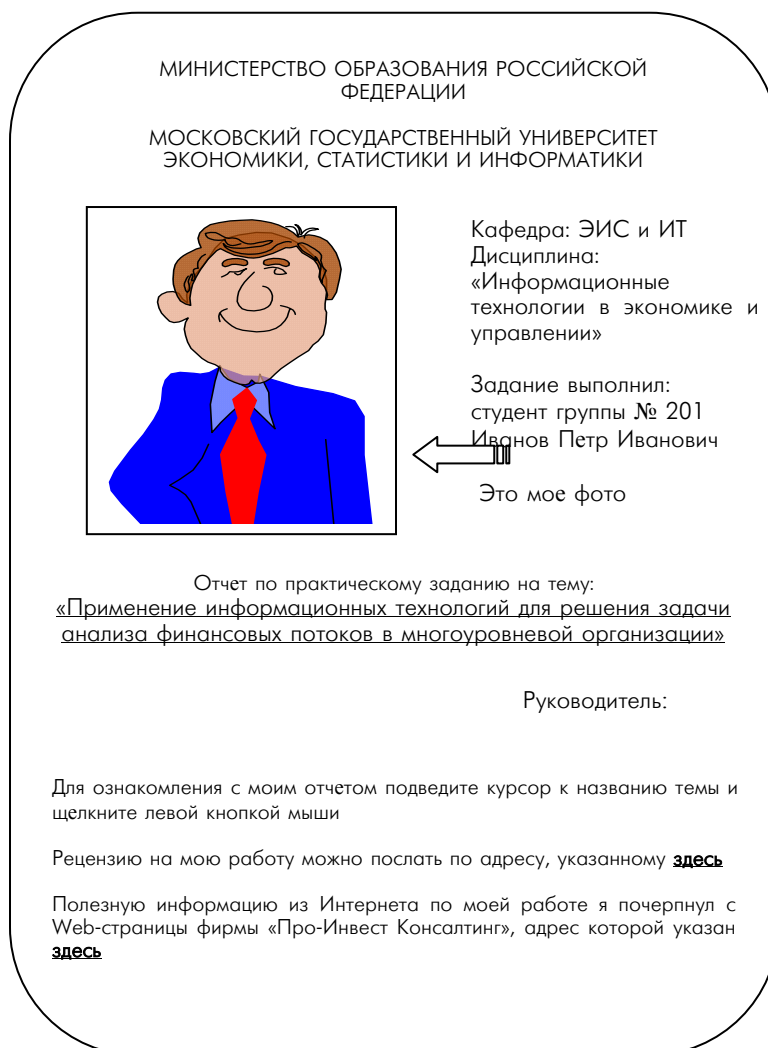 МИНИСТЕРСТВО ОБРАЗОВАНИЯ РОССИЙСКОЙ
ФЕДЕРАЦИИ
МОСКОВСКИЙ ГОСУДАРСТВЕННЫЙ УНИВЕРСИТЕТ
ЭКОНОМИКИ, СТАТИСТИКИ И ИНФОРМАТИКИ
Кафедра: ЭИС и ИТ
Дисциплина:
«Информационные
технологии в экономике и
управлении»
Задание выполнил:
студент группы № 201
Иванов Петр Иванович
Это мое фото
Отчет по практическому заданию на тему:
«Применение информационных технологий для решения задачи
анализа финансовых потоков в многоуровневой организации»
Руководитель:
Для ознакомления с моим отчетом подведите курсор к названию темы и
щелкните левой кнопкой мыши
Рецензию на мою работу можно послать по адресу, указанному здесь
Полезную информацию из Интернета по моей работе я почерпнул с
Web-страницы фирмы «Про-Инвест Консалтинг», адрес которой указан
здесь